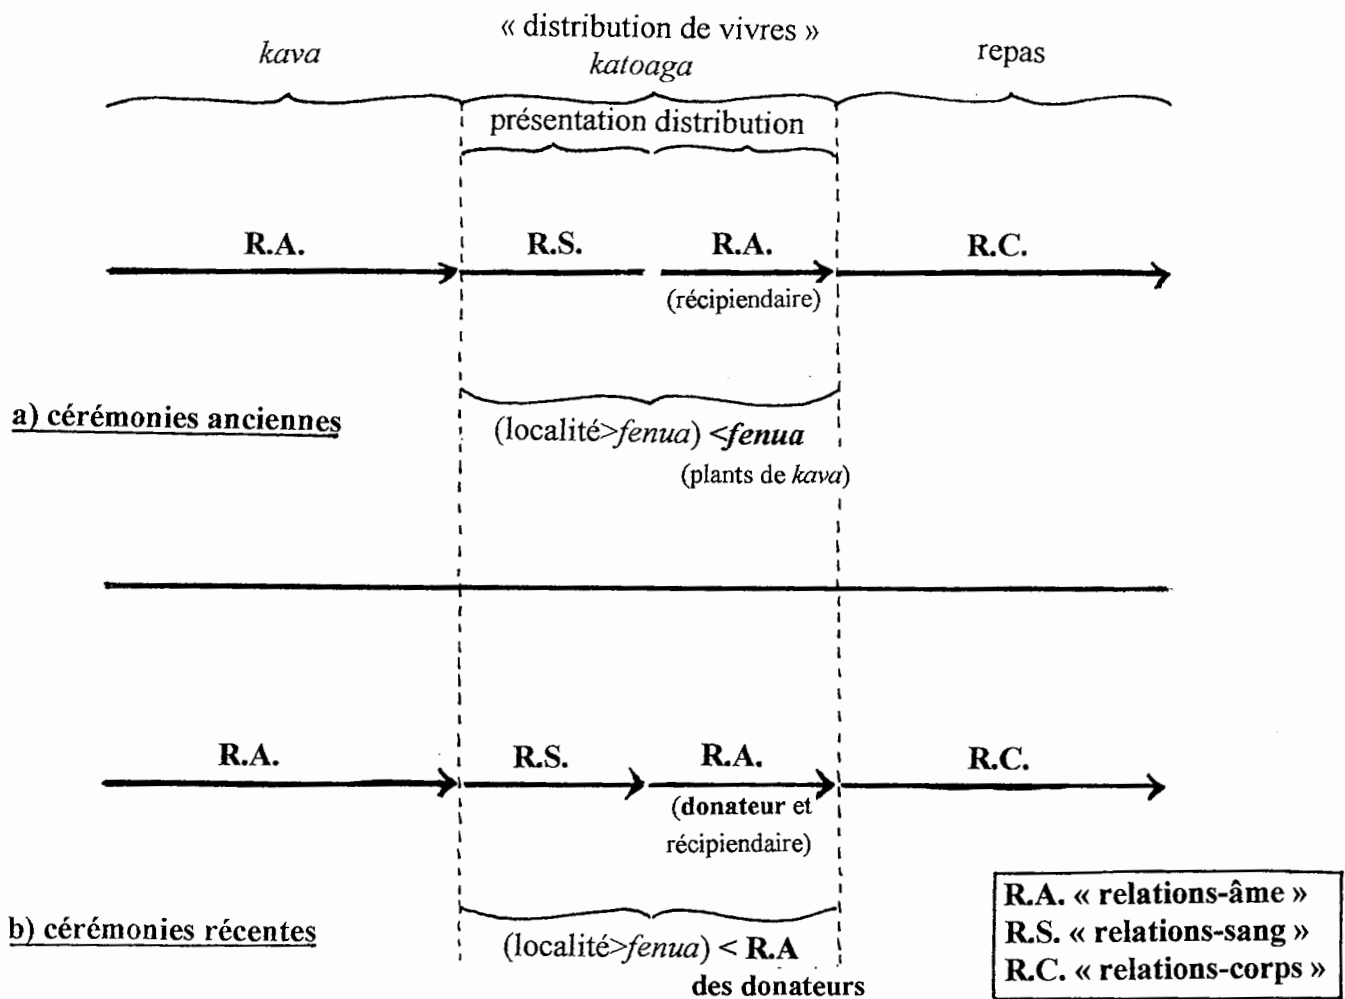 « distribution de vivres »
kava katoaga repas
présentation distribution
R.A. R.S. R.A. R.C.
(récipiendaire)
a) cérémonies anciennes
(localité>fenua) <fenua
(plants de kava)
R.A. R.S. R.A. R.C.
(donateur et
récipiendaire)
b) cérémonies récentes
(localité>fenua) < R.A
des donateurs
R.A. « relations-âme »
R.S. « relations-sang »
R.C. « relations-corps »